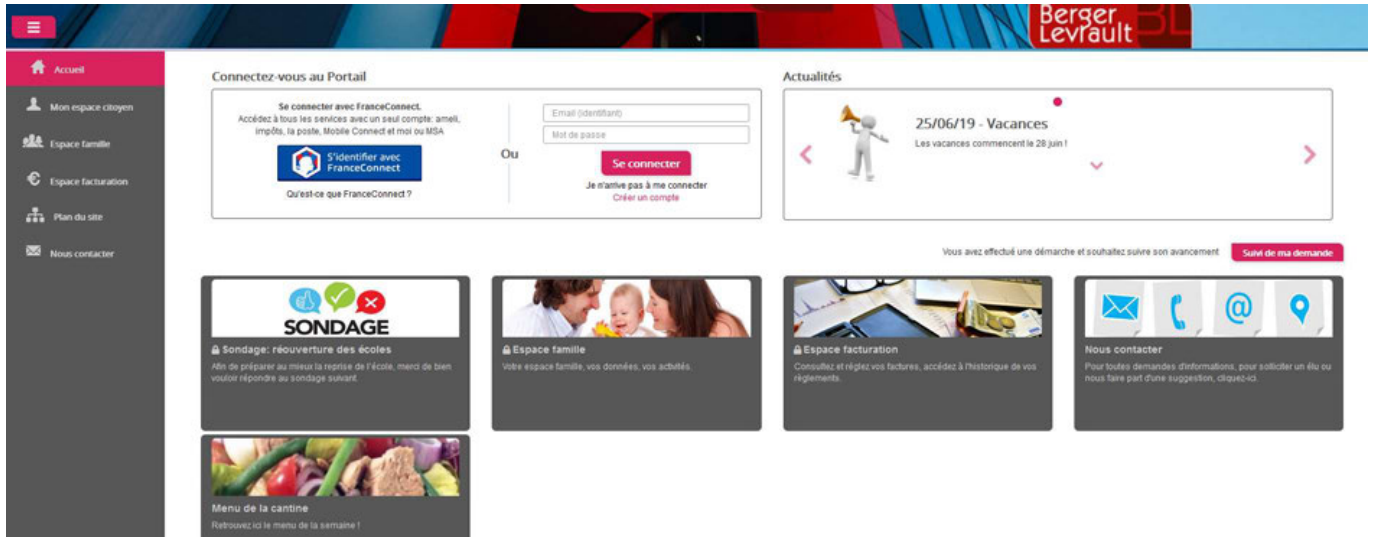 Berger
Levrault
Accueil
Mon espace citoyen
Espace famille
Espace facturation
Plan du site
Nous contacter
Connectez-vous au Portail
Se connecter avec FranceConnect.
Accédez à tous les services avec un seul compte: ameli,
impôts, la poste, Mobile Connect et moi ou MSA
S'identifier avec
FranceConnect
Qu'est-ce que FranceConnect ?
Ou
Email (identifiant)
Mot de passe
Se connecter
Je n'arrive pas à me connecter
Créer un compte
Actualités
25/06/19 - Vacances
Les vacances commencent le 28 juin !
Vous avez effectué une démarche et souhaitez suivre son avancement
Suivi de ma demande
SONDAGE
Sondage: réouverture des écoles
Afin de préparer au mieux la reprise de l'école, merci de bien
vouloir répondre au sondage suivant
Espace famille
Votre espace famille, vos données, vos activités.
Espace facturation
Consultez et réglez vos factures, accédez à l'historique de vos
règlements.
Nous contacter
Pour toutes demandes d'informations, pour solliciter un élu ou
nous faire part d'une suggestion, cliquez-ici.
Menu de la cantine
Retrouvez ici le menu de la semaine !